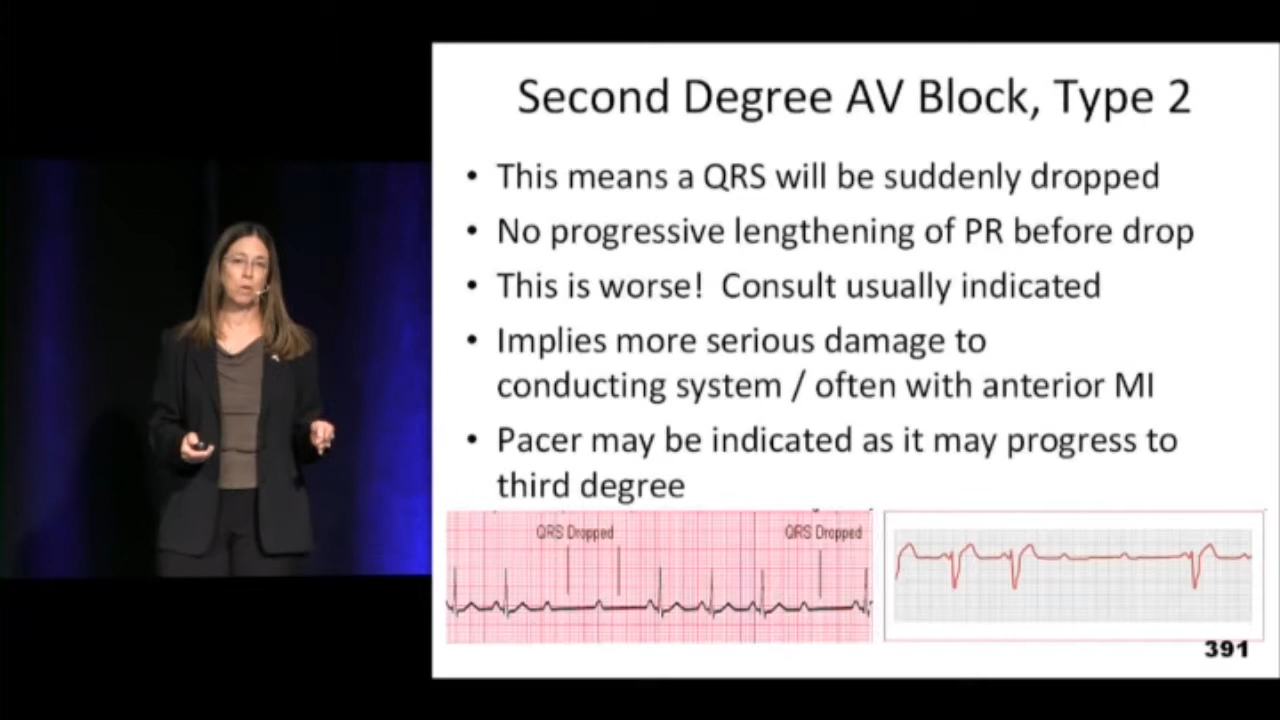 Second Degree AV Block, Type 2
• This means a QRS will be suddenly dropped
• No progressive lengthening of PR before drop
• This is worse!  Consult usually indicated
• Implies more serious damage to
conducting system / often with anterior MI
• Pacer may be indicated as it may progress to
third degree
QRS Dropped
QRS Dropped
391